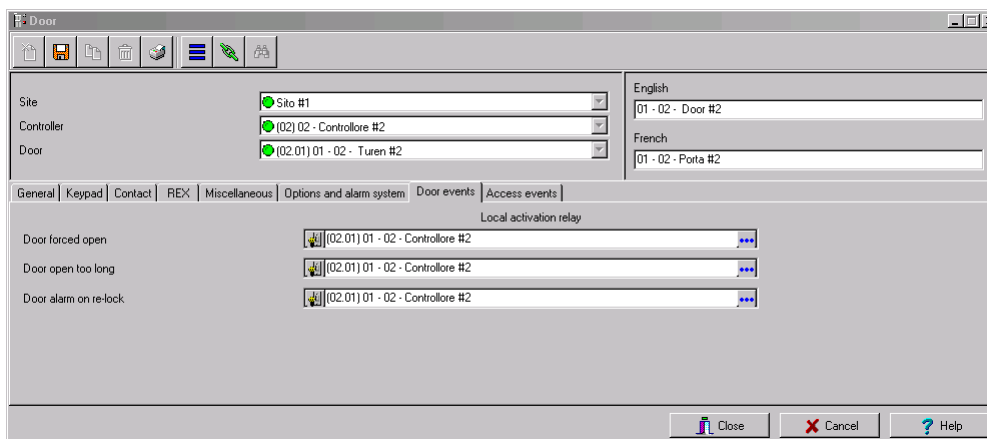 Door
Site
Sito #1
Controller
(02) 02 - Controllore #2
Door
(02.01) 01 - 02 - Turen #2
English
01 - 02 - Door #2
French
01 - 02 - Porta #2
General Keypad Contact REX Miscellaneous Options and alarm system Door events Access events
Local activation relay
Door forced open
(02.01) 01 - 02 - Controllore #2
Door open too long
(02.01) 01 - 02 - Controllore #2
Door alarm on re-lock
(02.01) 01 - 02 - Controllore #2
Close Cancel Help